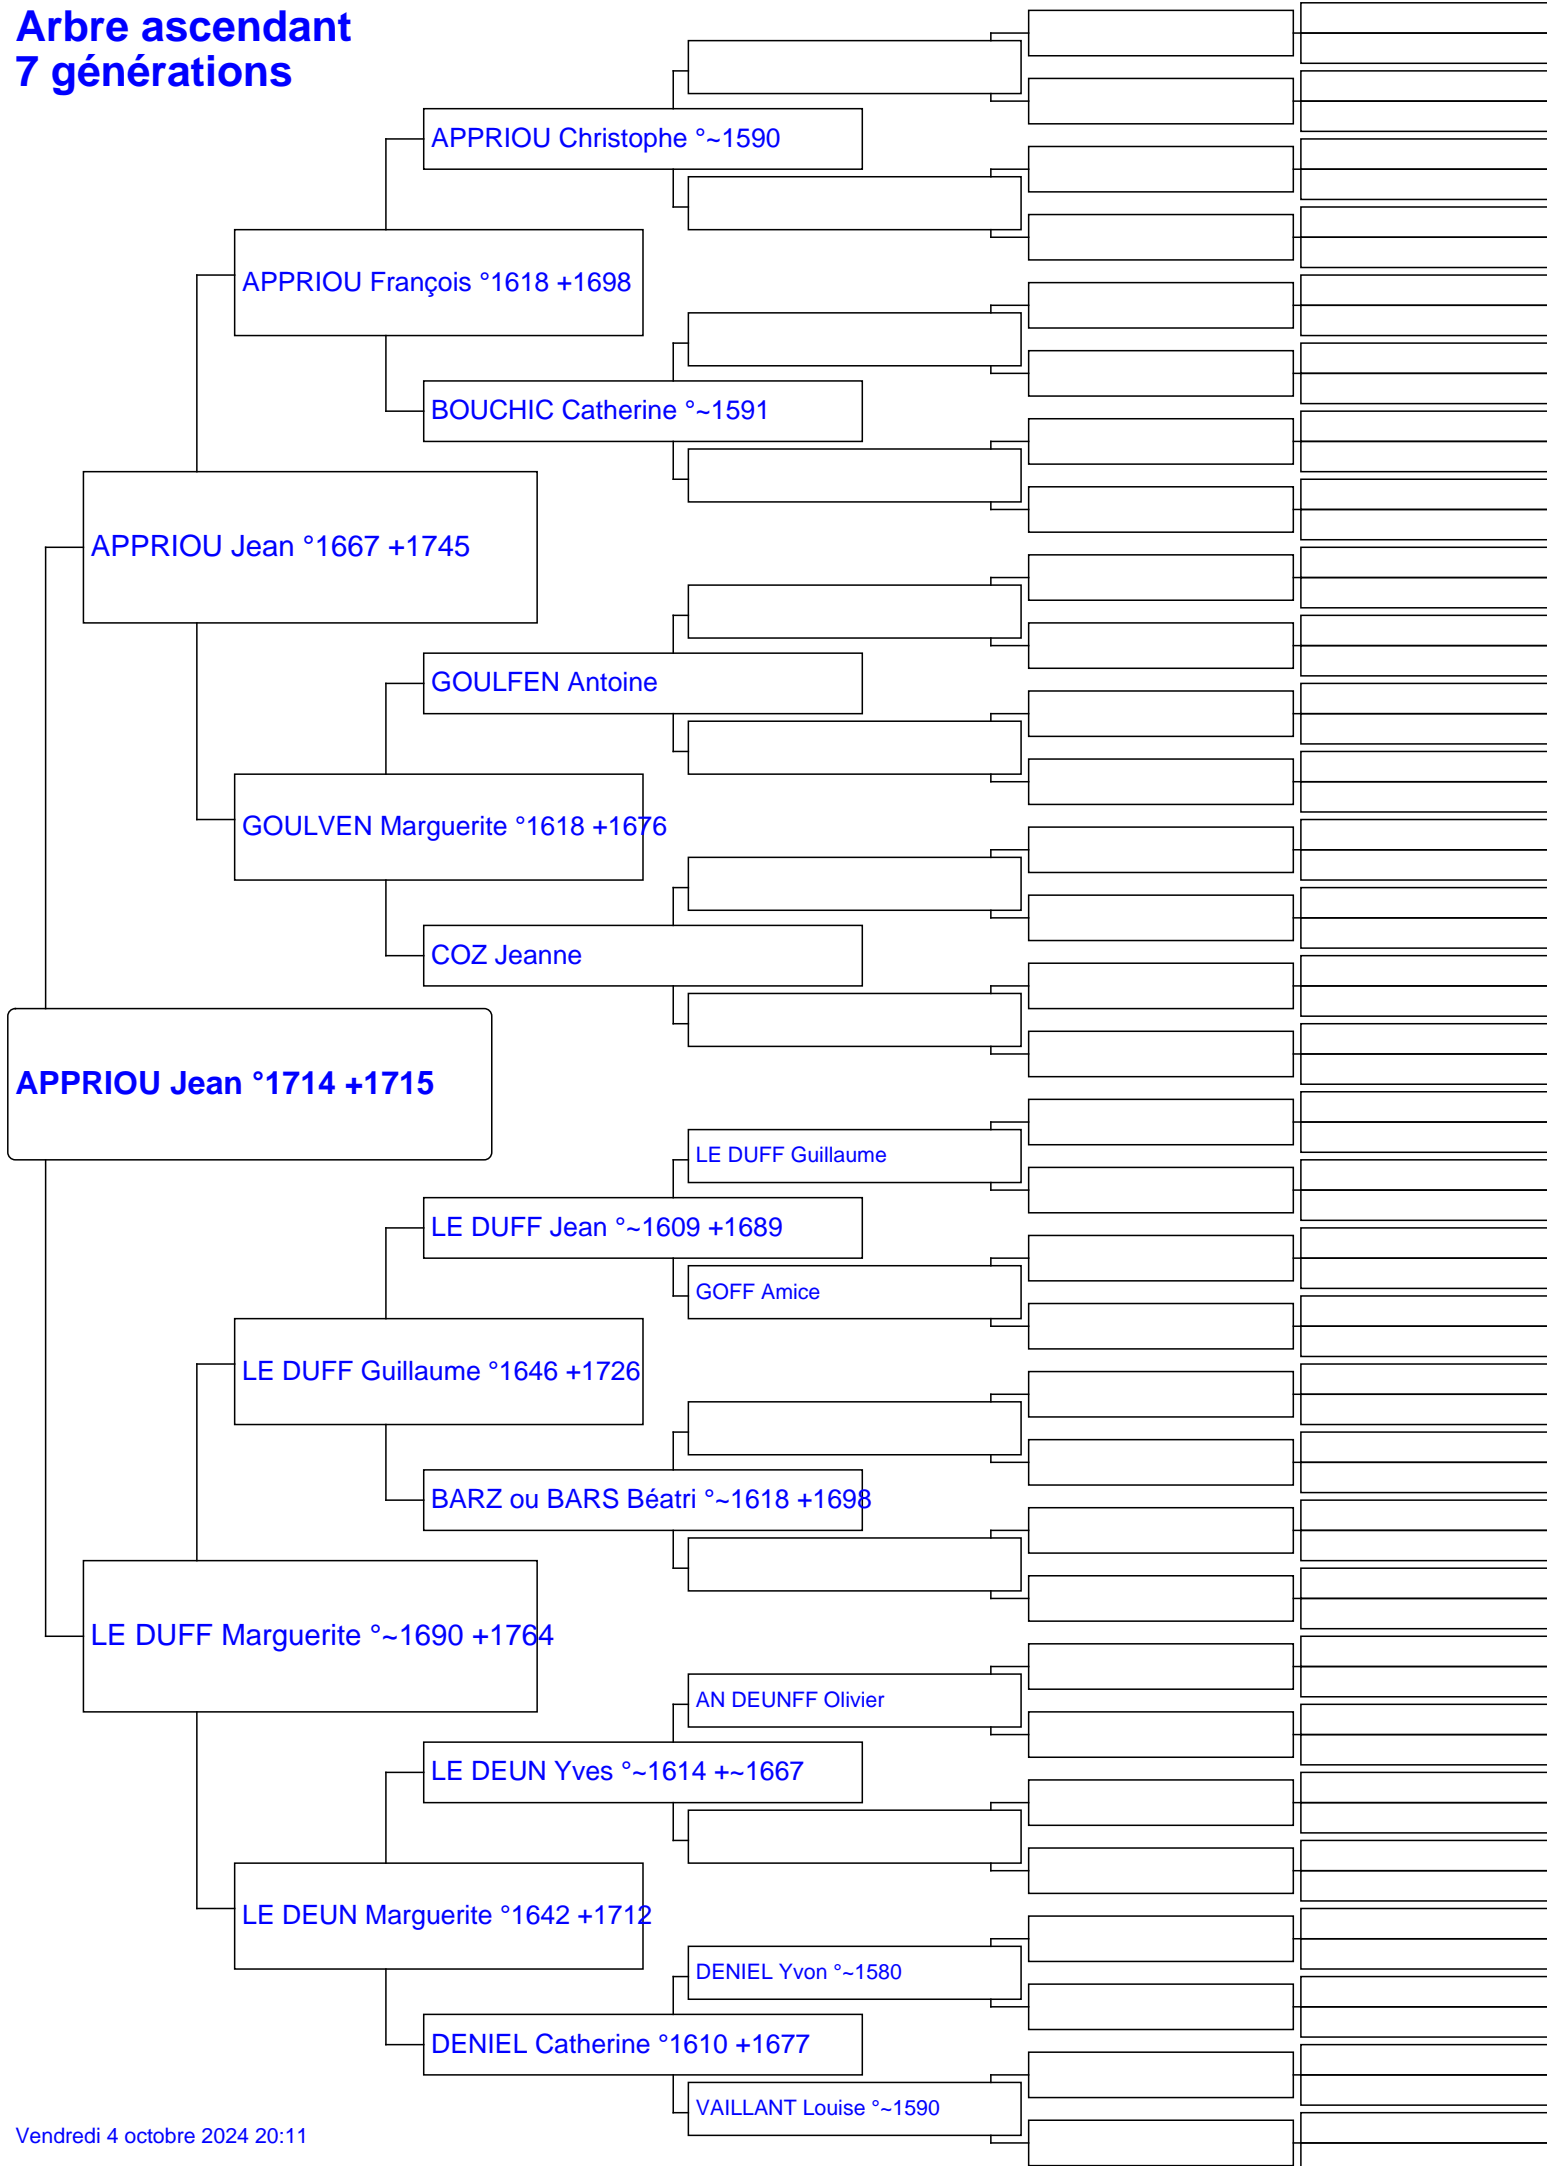 Arbre ascendant
7 générations
APPRIOU Christophe °~1590
APPRIOU François °1618 +1698
BOUCHIC Catherine °~1591
APPRIOU Jean °1667 +1745
GOULFEN Antoine
GOULVEN Marguerite °1618 +1676
COZ Jeanne
APPRIOU Jean °1714 +1715
LE DUFF Guillaume
LE DUFF Jean °~1609 +1689
GOFF Amice
LE DUFF Guillaume °1646 +1726
BARZ ou BARS Béatri °~1618 +1698
LE DUFF Marguerite °~1690 +1764
AN DEUNFF Olivier
LE DEUN Yves °~1614 +~1667
LE DEUN Marguerite °1642 +1712
DENIEL Yvon °~1580
DENIEL Catherine °1610 +1677
VAILLANT Louise °~1590
Vendredi 4 octobre 2024 20:11